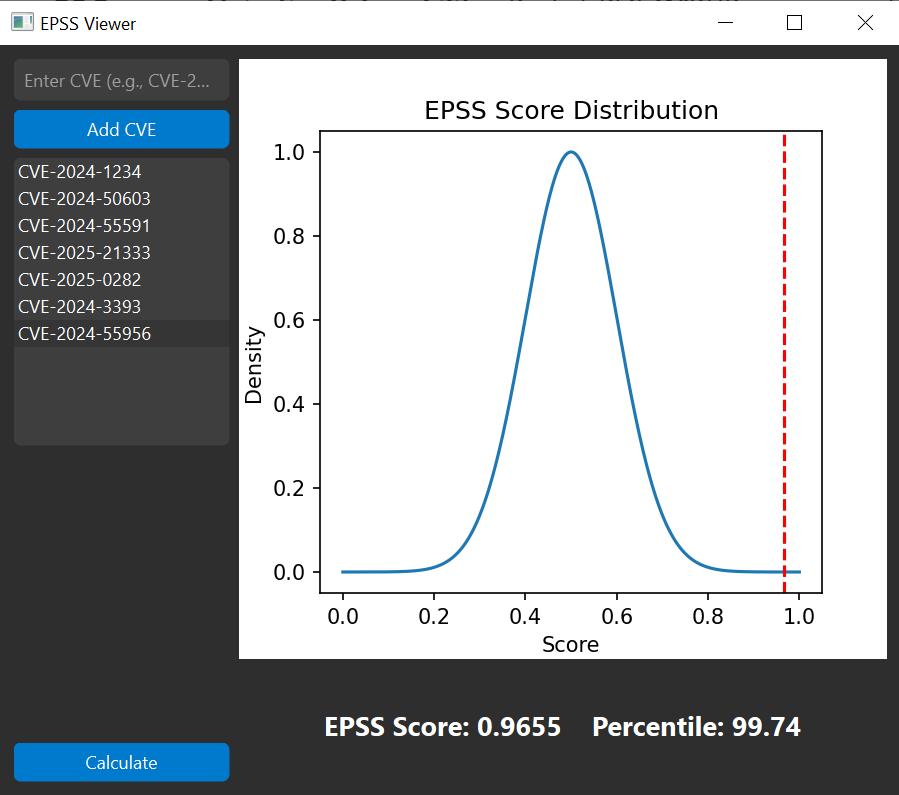 EPSS Viewer
Enter CVE (e.g., CVE-2...
Add CVE
CVE-2024-1234
CVE-2024-50603
CVE-2024-55591
CVE-2025-21333
CVE-2025-0282
CVE-2024-3393
CVE-2024-55956
Calculate
EPSS Score Distribution
Density
1.0
0.8
0.6
0.4
0.2
0.0
0.0 0.2 0.4 0.6 0.8 1.0
Score
EPSS Score: 0.9655 Percentile: 99.74